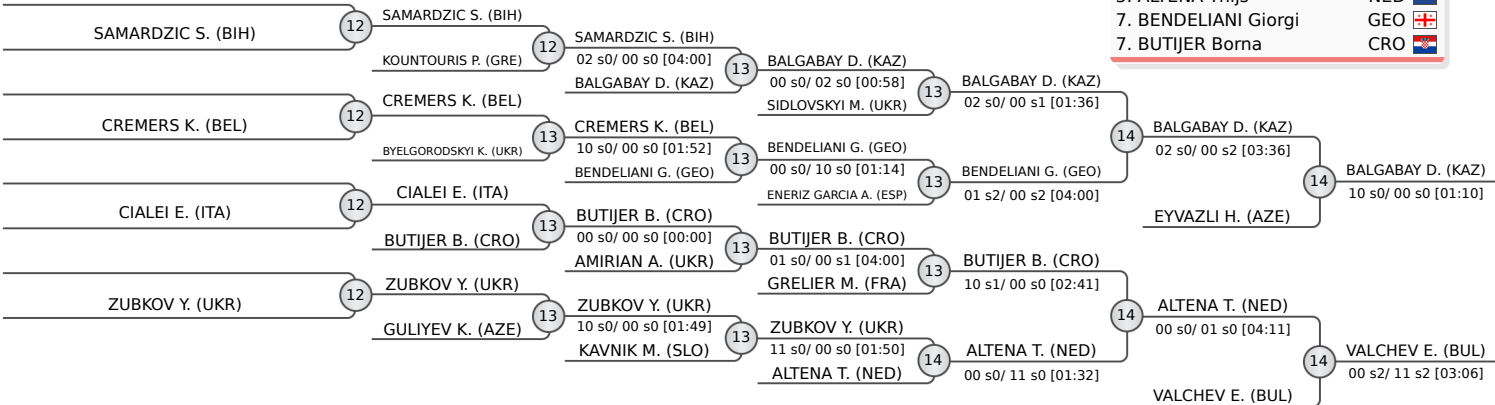 5. ALTENA Thijs NED
7. BENDELIANI Giorgi GEO
7. BUTIJER Borna CRO
SAMARDZIC S. (BIH)
12
CREMERS K. (BEL)
12
CIALEI E. (ITA)
12
ZUBKOV Y. (UKR)
12
SAMARDZIC S. (BIH)
12
KOUNTOURIS P. (GRE)
CREMERS K. (BEL)
13
BYELGORODSKYI K. (UKR)
CIALEI E. (ITA)
13
BUTIJER B. (CRO)
ZUBKOV Y. (UKR)
13
GULIYEV K. (AZE)
SAMARDZIC S. (BIH)
02 s0/ 00 s0 [04:00]
13
BALGABAY D. (KAZ)
CREMERS K. (BEL)
10 s0/ 00 s0 [01:52]
13
BENDELIANI G. (GEO)
BUTIJER B. (CRO)
00 s0/ 00 s0 [00:00]
13
AMIRIAN A. (UKR)
ZUBKOV Y. (UKR)
10 s0/ 00 s0 [01:49]
13
KAVNIK M. (SLO)
BALGABAY D. (KAZ)
00 s0/ 02 s0 [00:58]
13
SIDLOVSKYI M. (UKR)
BENDELIANI G. (GEO)
00 s0/ 10 s0 [01:14]
13
ENERIZ GARCIA A. (ESP)
BUTIJER B. (CRO)
01 s0/ 00 s1 [04:00]
13
GRELIER M. (FRA)
ZUBKOV Y. (UKR)
11 s0/ 00 s0 [01:50]
14
ALTENA T. (NED)
BALGABAY D. (KAZ)
02 s0/ 00 s1 [01:36]
14
BENDELIANI G. (GEO)
01 s2/ 00 s2 [04:00]
BUTIJER B. (CRO)
10 s1/ 00 s0 [02:41]
14
ALTENA T. (NED)
00 s0/ 11 s0 [01:32]
BALGABAY D. (KAZ)
02 s0/ 00 s2 [03:36]
14
EYVAZLI H. (AZE)
ALTENA T. (NED)
00 s0/ 01 s0 [04:11]
14
VALCHEV E. (BUL)
BALGABAY D. (KAZ)
10 s0/ 00 s0 [01:10]
VALCHEV E. (BUL)
00 s2/ 11 s2 [03:06]